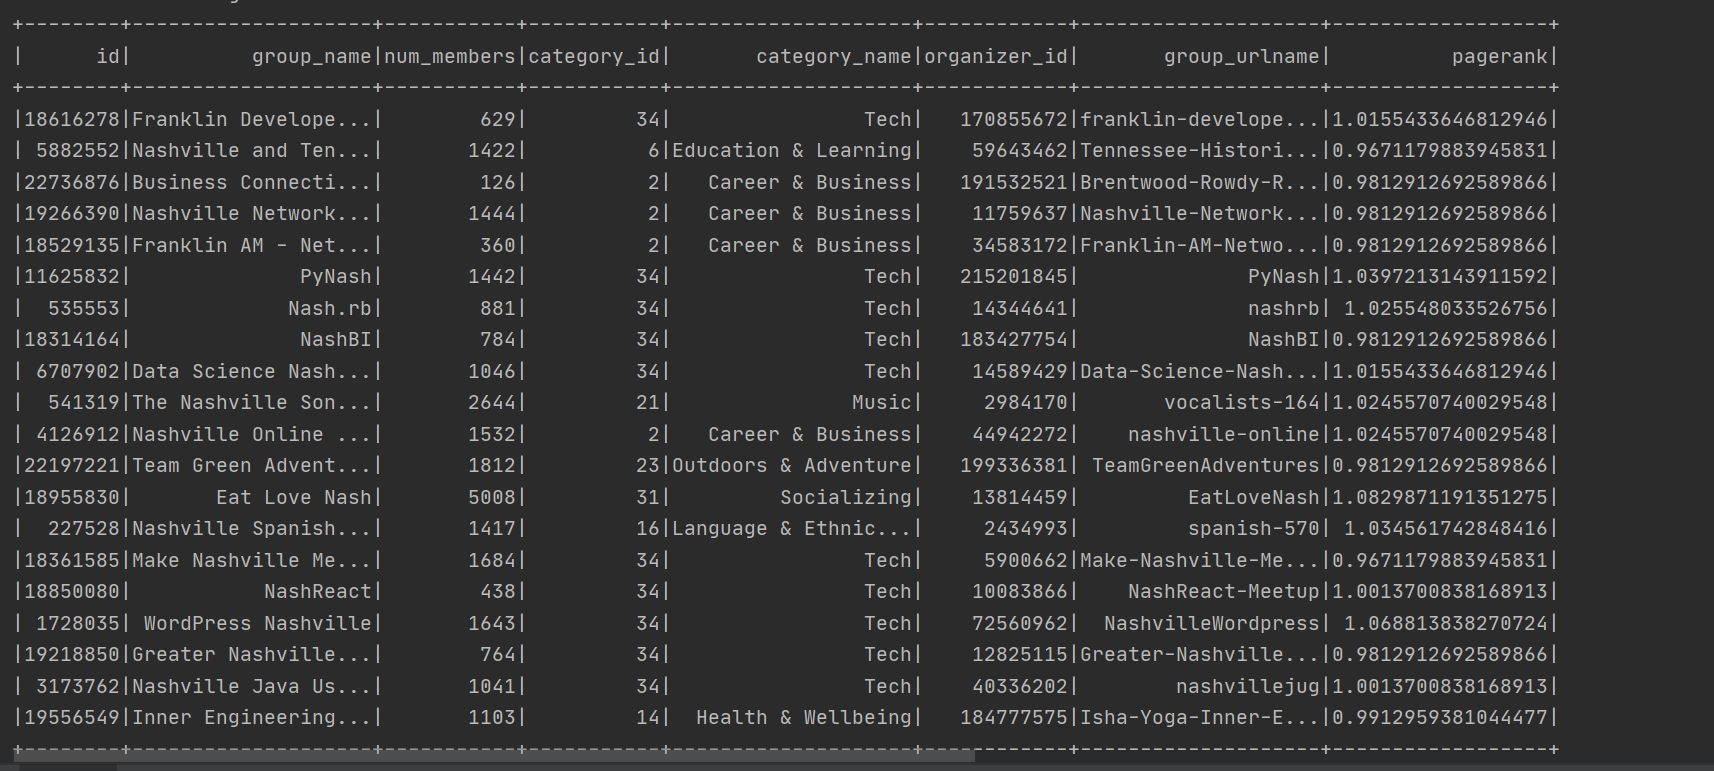 +--------+--------------------+-----------+-----------+--------------------+------------+--------------------+------------------+
|      id|          group_name|num_members|category_id|       category_name|organizer_id|       group_urlname|          pagerank|
+--------+--------------------+-----------+-----------+--------------------+------------+--------------------+------------------+
|18616278|Franklin Develope...|        629|         34|                Tech|   170855672|franklin-develope...|1.0155433646812946|
| 5882552|Nashville and Ten...|       1422|          6|Education & Learning|    59643462|Tennessee-Histori...|0.9671179883945831|
|22736876|Business Connecti...|        126|          2|   Career & Business|   191532521|Brentwood-Rowdy-R...|0.9812912692589866|
|19266390|Nashville Network...|       1444|          2|   Career & Business|    11759637|Nashville-Network...|0.9812912692589866|
|18529135|Franklin AM - Net...|        360|          2|   Career & Business|    34583172|Franklin-AM-Netwo...|0.9812912692589866|
|11625832|              PyNash|       1442|         34|                Tech|   215201845|              PyNash|1.0397213143911592|
|  535553|             Nash.rb|        881|         34|                Tech|    14344641|              nashrb| 1.025548033526756|
|18314164|              NashBI|        784|         34|                Tech|   183427754|              NashBI|0.9812912692589866|
| 6707902|Data Science Nash...|       1046|         34|                Tech|    14589429|Data-Science-Nash...|1.0155433646812946|
|  541319|The Nashville Son...|       2644|         21|               Music|     2984170|       vocalists-164|1.0245570740029548|
| 4126912|Nashville Online ...|       1532|          2|   Career & Business|    44942272|    nashville-online|1.0245570740029548|
|22197221|Team Green Advent...|       1812|         23|Outdoors & Adventure|   199336381| TeamGreenAdventures|0.9812912692589866|
|18955830|       Eat Love Nash|       5008|         31|         Socializing|    13814459|         EatLoveNash|1.0829871191351275|
|  227528|Nashville Spanish...|       1417|         16|Language & Ethnic...|     2434993|         spanish-570| 1.034561742848416|
|18361585|Make Nashville Me...|       1684|         34|                Tech|     5900662|Make-Nashville-Me...|0.9671179883945831|
|18850080|           NashReact|        438|         34|                Tech|    10083866|    NashReact-Meetup|1.0013700838168913|
| 1728035| WordPress Nashville|       1643|         34|                Tech|    72560962|  NashvilleWordpress| 1.068813838270724|
|19218850|Greater Nashville...|        764|         34|                Tech|    12825115|Greater-Nashville...|0.9812912692589866|
| 3173762|Nashville Java Us...|       1041|         34|                Tech|    40336202|        nashvillejug|1.0013700838168913|
|19556549|Inner Engineering...|       1103|         14|  Health & Wellbeing|   184777575|Isha-Yoga-Inner-E...|0.9912959381044477|
+--------+--------------------+-----------+-----------+--------------------+------------+--------------------+------------------+